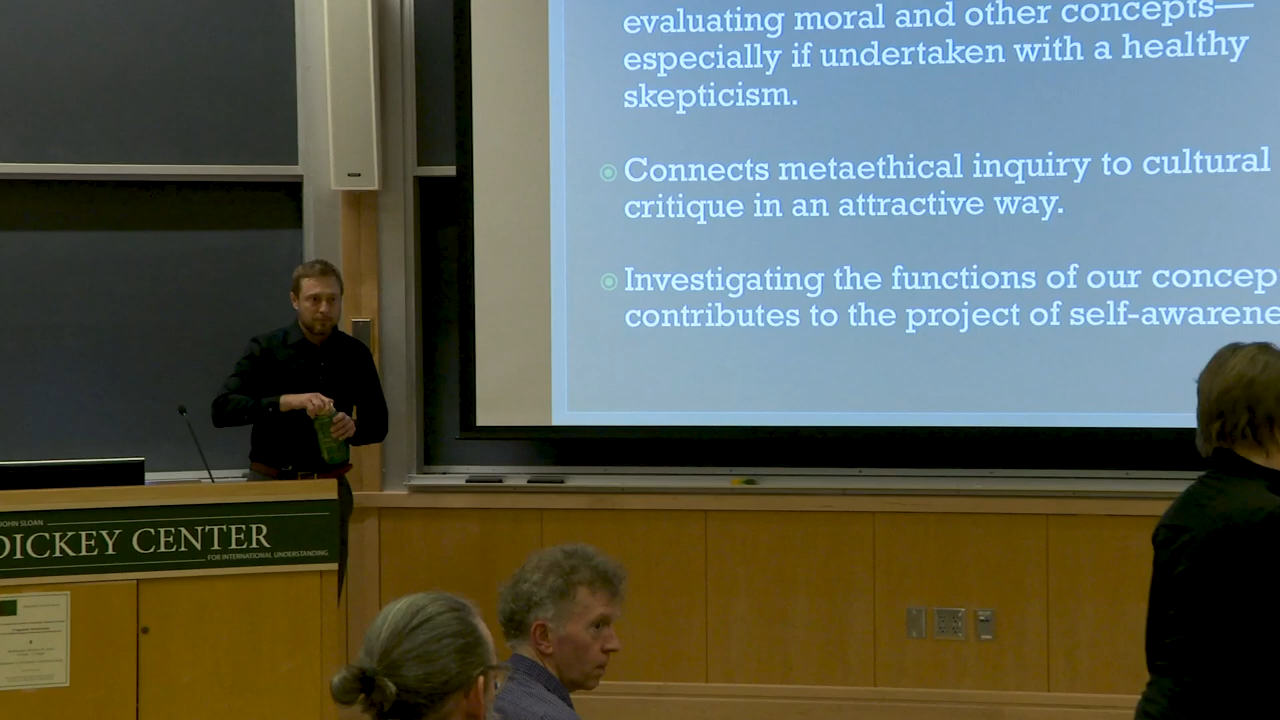 evaluating moral and other concepts—
especially if undertaken with a healthy
skepticism.
Connects metaethical inquiry to cultural
critique in an attractive way.
Investigating the functions of our concep
contributes to the project of self-awarene
JOHN SLOAN
DICKEY CENTER
FOR INTERNATIONAL UNDERSTANDING